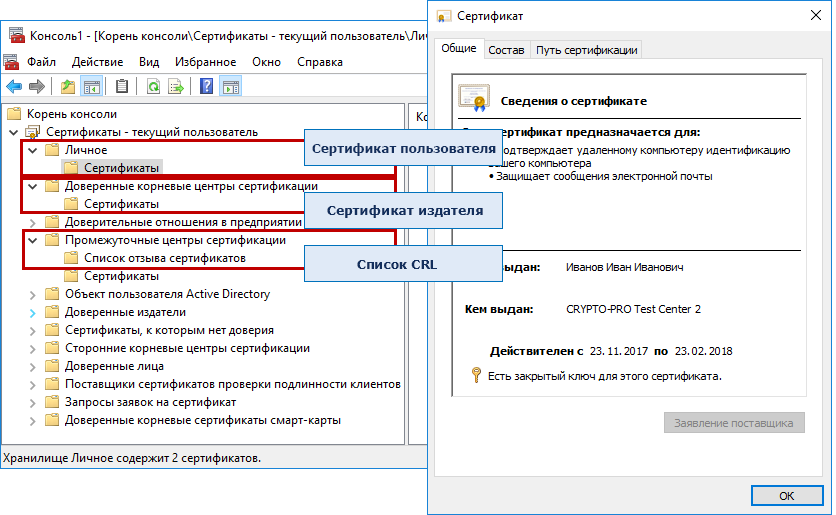 Консоль1 - [Корень консоли\Сертификаты - текущий пользователь\Лич
Файл Действие Вид Избранное Окно Справка
Корень консоли
Сертификаты - текущий пользователь
Личное
Сертификаты
Доверенные корневые центры сертификации
Сертификаты
Доверительные отношения в предприятии
Промежуточные центры сертификации
Список отзыва сертификатов
Сертификаты
Объект пользователя Active Directory
Доверенные издатели
Сертификаты, к которым нет доверия
Сторонние корневые центры сертификации
Доверенные лица
Поставщики сертификатов проверки подлинности клиентов
Запросы заявок на сертификат
Доверенные корневые сертификаты смарт-карты
Хранилище Личное содержит 2 сертификатов.
Ко
Сертификат пользователя
Сертификат издателя
Список CRL
Сертификат
Общие Состав Путь сертификации
Сведения о сертификате
сертификат предназначается для:
одтверждает удаленному компьютеру идентификацию
ашего компьютера
• Защищает сообщения электронной почты
выдан: Иванов Иван Иванович
Кем выдан: CRYPTO-PRO Test Center 2
Действителен с 23.11.2017 по 23.02.2018
Есть закрытый ключ для этого сертификата.
Заявление поставщика
ОК